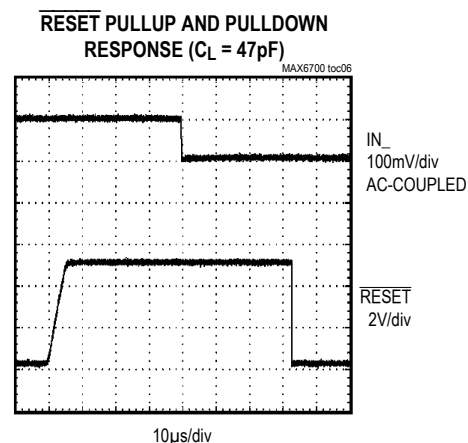 RESET PULLUP AND PULLDOWN
RESPONSE (CL = 47pF)
MAX6700 toc06
IN_
100mV/div
AC-COUPLED
RESET
2V/div
10µs/div